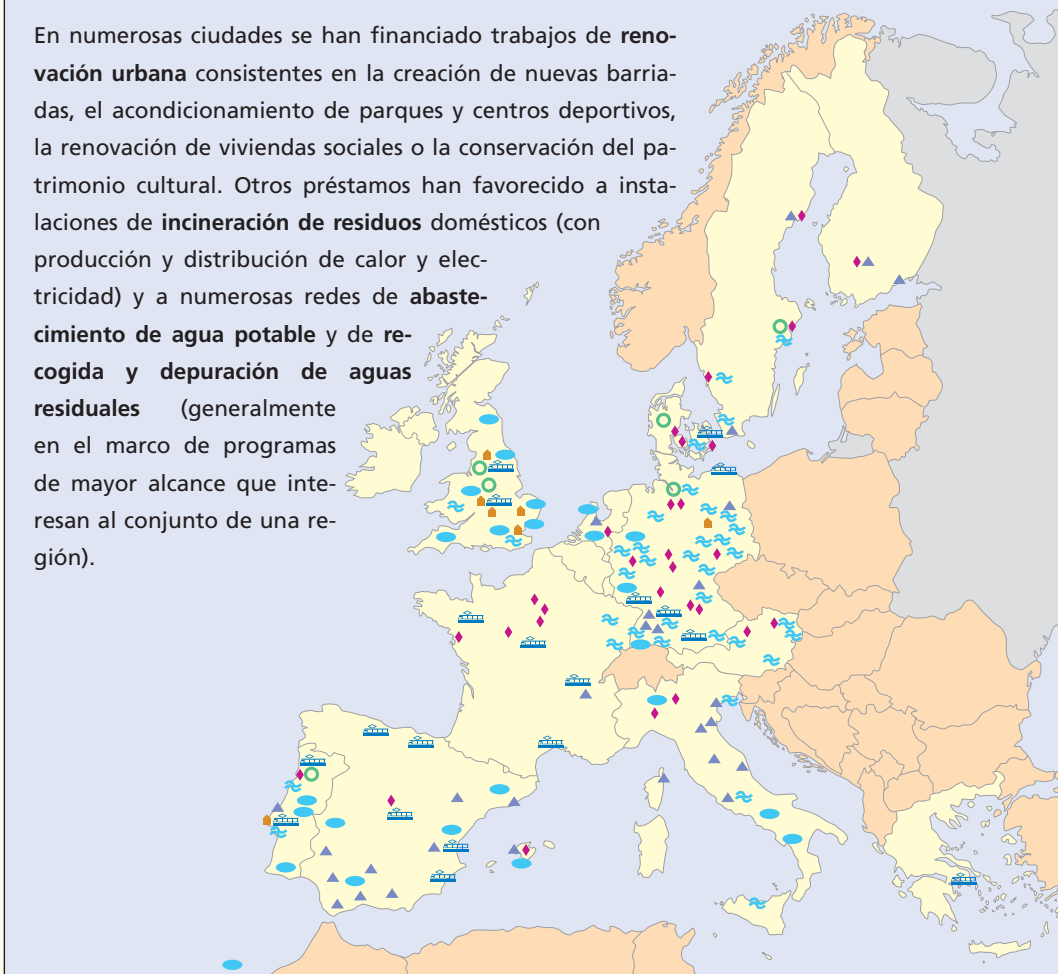 En numerosas ciudades se han financiado trabajos de reno-
vación urbana consistentes en la creación de nuevas barria-
das, el acondicionamiento de parques y centros deportivos,
la renovación de viviendas sociales o la conservación del pa-
trimonio cultural. Otros préstamos han favorecido a insta-
laciones de incineración de residuos domésticos (con
producción y distribución de calor y elec-
tricidad) y a numerosas redes de abaste-
cimiento de agua potable y de re-
cogida y depuración de aguas
residuales (generalmente
en el marco de programas
de mayor alcance que inte-
resan al conjunto de una re-
gión).